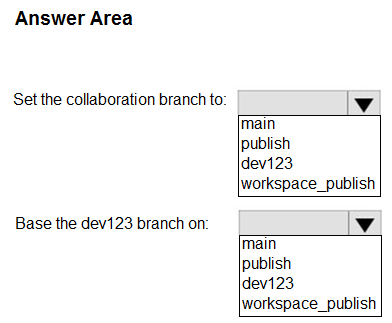 Answer Area
Set the collaboration branch to:
main
publish
dev123
workspace_publish
Base the dev123 branch on:
main
publish
dev123
workspace_publish